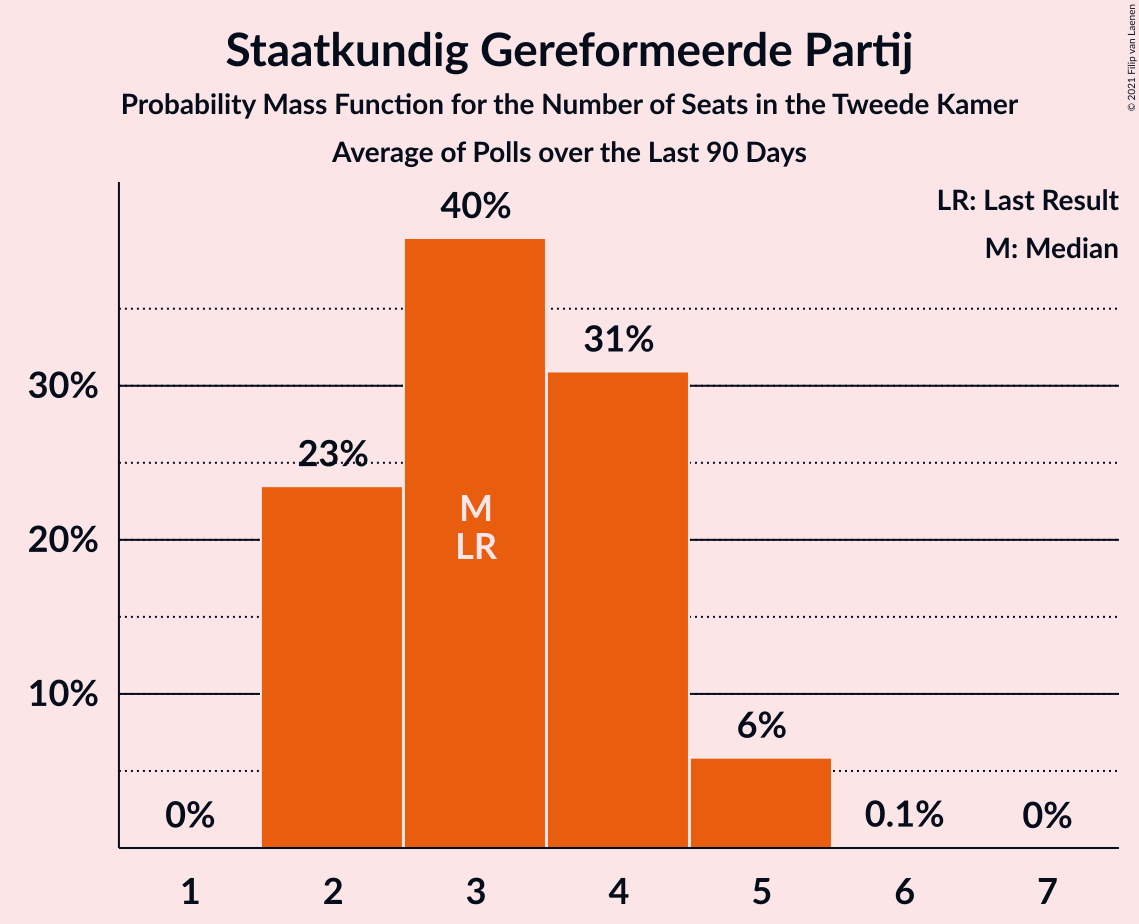 Staatkundig Gereformeerde Partij
Probability Mass Function for the Number of Seats in the Tweede Kamer
Average of Polls over the Last 90 Days
© 2021 Filip van Laenen
LR: Last Result
M: Median
40%
31%
30%
23%
M
LR
20%
10%
6%
0%
0.1%
0%
1 2 3 4 5 6 7